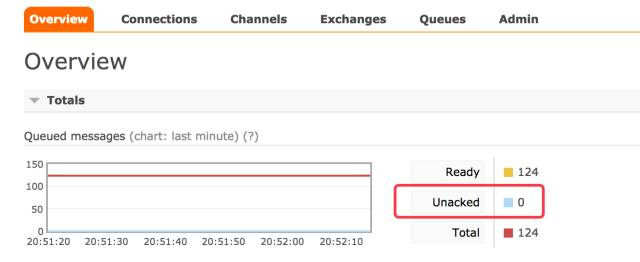 Overview Connections Channels Exchanges Queues Admin
Overview
Totals
Queued messages (chart: last minute) (?)
150
100
50
0
20:51:20 20:51:30 20:51:40 20:51:50 20:52:00 20:52:10
Ready 124
Unacked 0
Total 124